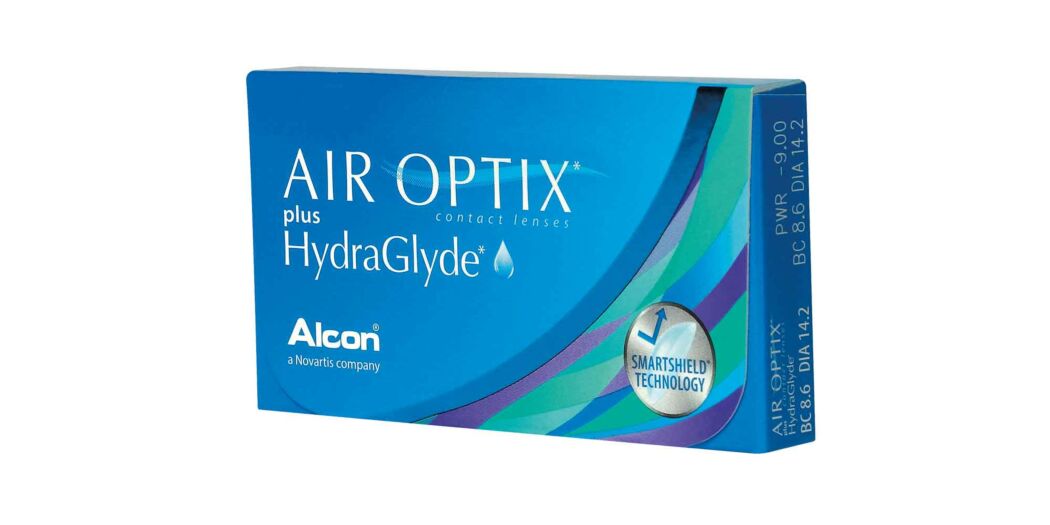 AIR OPTIX*
contact lenses
plus
HydraGlyde*
Alcon®
a Novartis company
SMARTSHIELD*
TECHNOLOGY
PWR -9.00
BC 8.6 DIA 14.2
AIR OPTIX
plus
HydraGlyde
BC 8.6 DIA 14.2